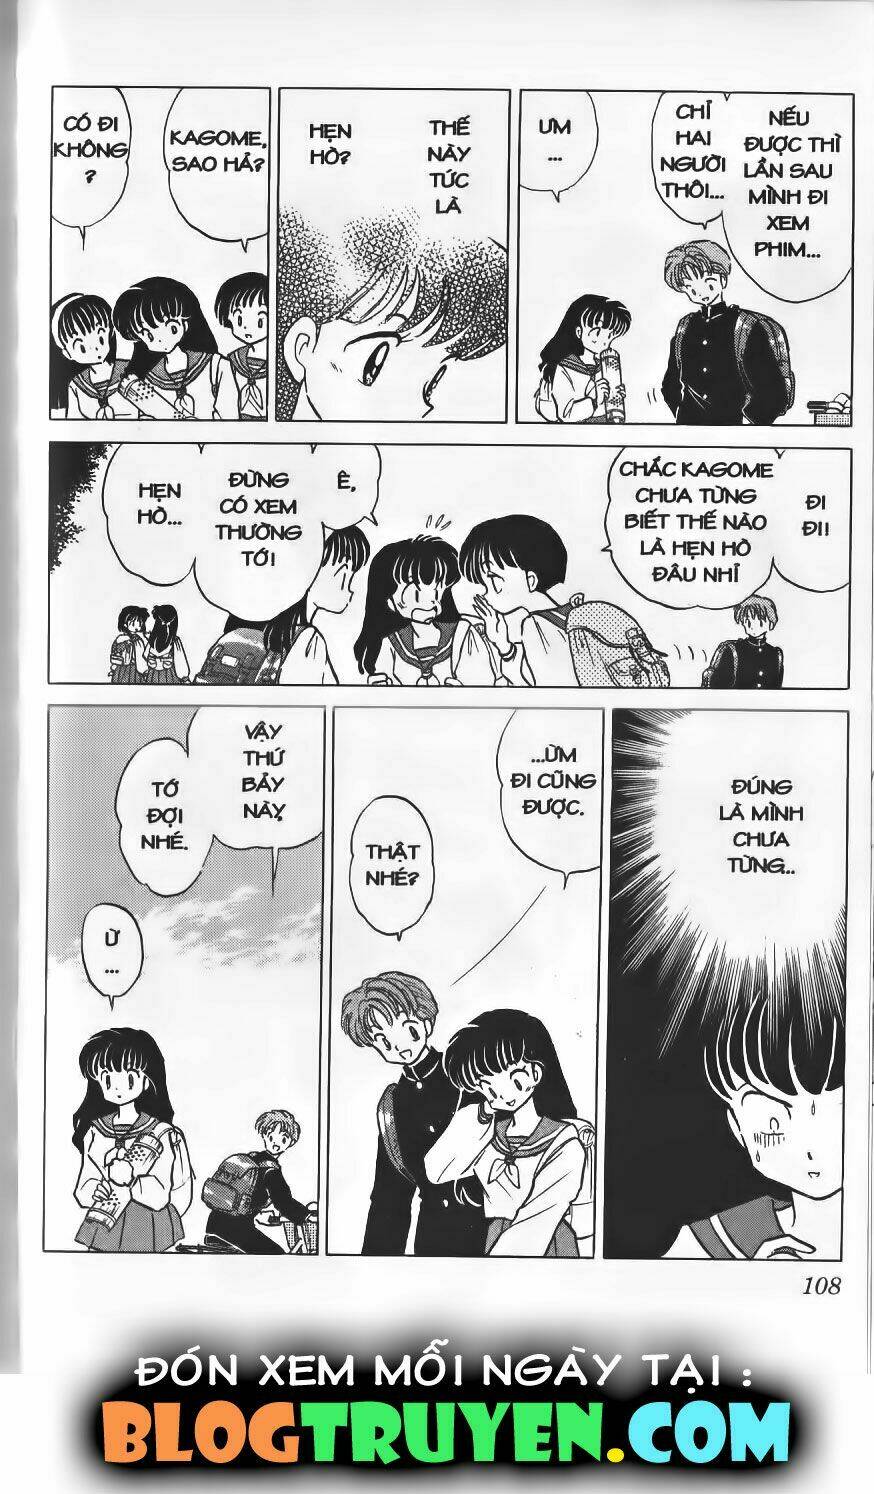 NẾU
ĐƯỢC THÌ
LẦN SAU
MÌNH ĐI
XEM
PHIM...
CHỈ
HAI
NGƯỜI
THÔI...
ƯM
...
THẾ
NÀY
TỨC
LÀ
HẸN
HÒ?
KAGOME,
SAO HẢ?
CÓ ĐI
KHÔNG
?
ĐI
ĐI!
CHẮC KAGOME
CHƯA TỪNG
BIẾT THẾ NÀO
LÀ HẸN HÒ
ĐÂU NHỈ
Ê,
ĐỪNG
CÓ XEM
THƯỜNG
TỚ!
HẸN
HÒ...
ĐÚNG
LÀ MÌNH
CHƯA
TỪNG...
...ỪM
ĐI CŨNG
ĐƯỢC.
THẬT
NHÉ?
VẬY
THỨ
BẢY
NÀY,
TỚ
ĐỢI
NHÉ.
Ừ
...
108
ĐÓN XEM MỖI NGÀY TẠI :
BLOGTRUYEN.COM